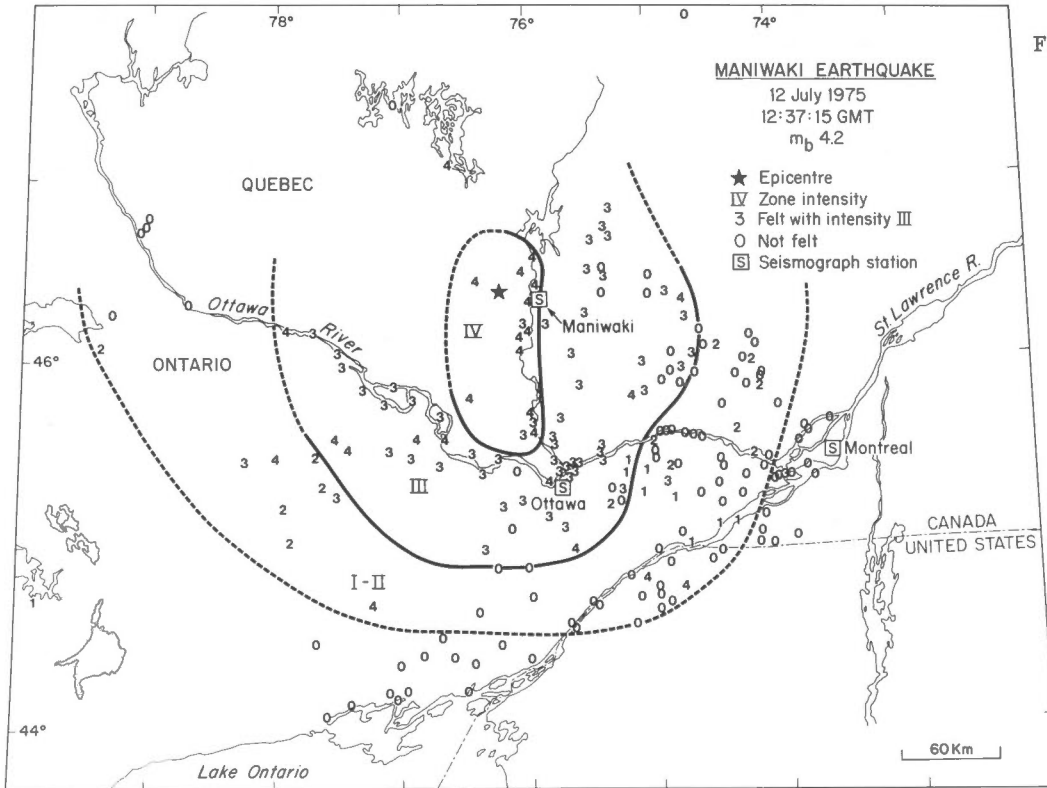 78°
76°
74°
F
MANIWAKI EARTHQUAKE
12 July 1975
12:37:15 GMT
m_b 4.2
★ Epicentre
IV Zone intensity
3 Felt with intensity III
0 Not felt
S Seismograph station
QUEBEC
Ottawa
River
IV
S
Maniwaki
St. Lawrence R.
46°
ONTARIO
III
S
Ottawa
S Montreal
CANADA
UNITED STATES
I-II
44°
Lake Ontario
60 Km